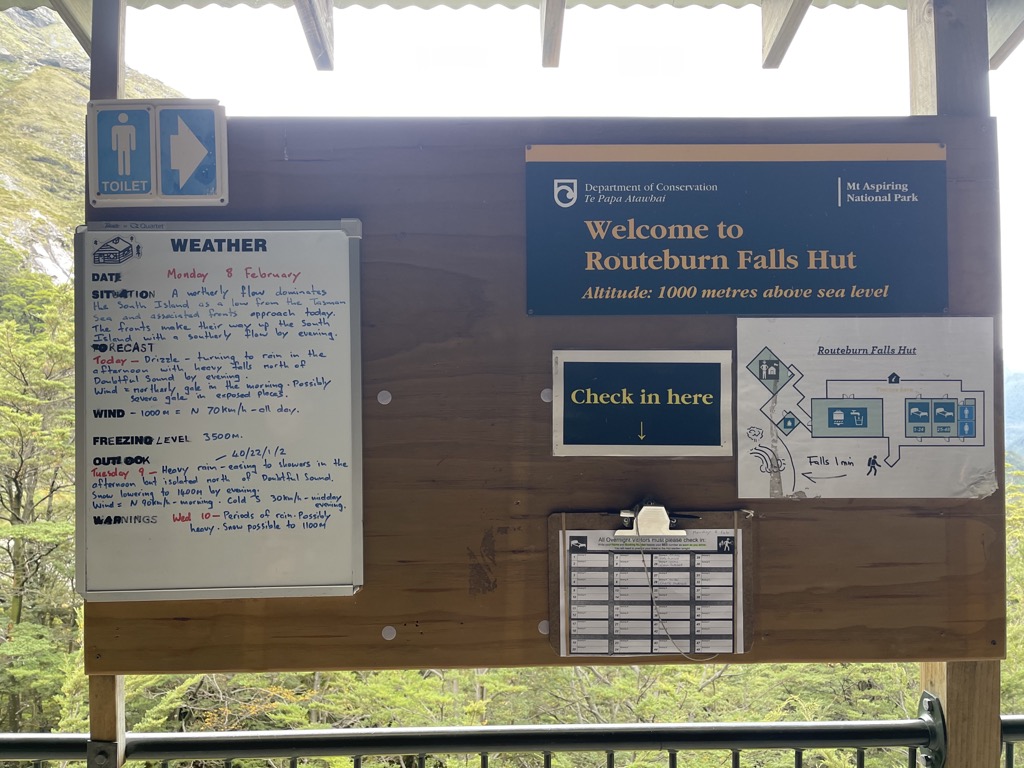 TOILET
WEATHER
DATE Monday 8 February
SITUATION A northerly flow dominates
the South Island as a low from the Tasman
Sea and associated fronts approach today.
The fronts make their way up the South
Island with a southerly flow by evening.
FORECAST
Today - Drizzle - turning to rain in the
afternoon with heavy falls north of
Doubtful Sound by evening.
Wind = northerly gale in the morning. Possibly
severe gale in exposed places.
WIND - 1000m = N 70km/h - all day.
FREEZING LEVEL 3500m.
OUTLOOK - 40/22/1/2
Tuesday 9 - Heavy rain - easing to showers in the
afternoon but isolated north of Doubtful Sound.
Snow lowering to 1400m by evening.
Wind = N 90km/h - morning. Cold S 30km/h - midday
evening.
WARNINGS Wed 10 - Periods of rain. Possibly
heavy. Snow possible to 1100m
Department of Conservation
Te Papa Atawhai
Mt Aspiring
National Park
Welcome to
Routeburn Falls Hut
Altitude: 1000 metres above sea level
Check in here
Routeburn Falls Hut
Falls 1 min
All Overnight Visitors must please check in: